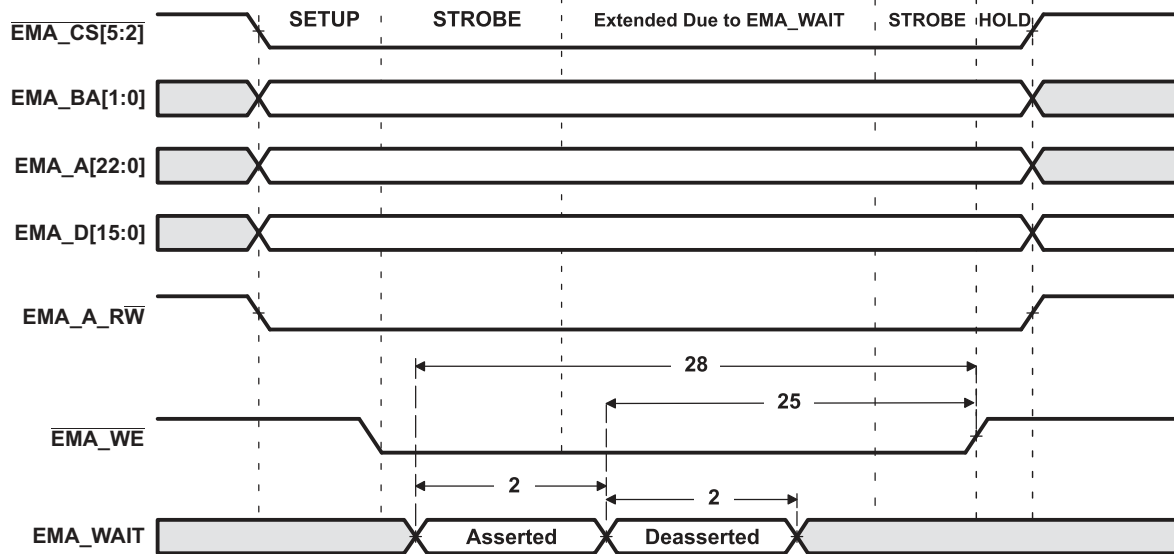 SETUP STROBE Extended Due to EMA_WAIT STROBE HOLD
EMA_CS[5:2]
EMA_BA[1:0]
EMA_A[22:0]
EMA_D[15:0]
EMA_A_RW
28
25
EMA_WE
2
2
EMA_WAIT Asserted Deasserted